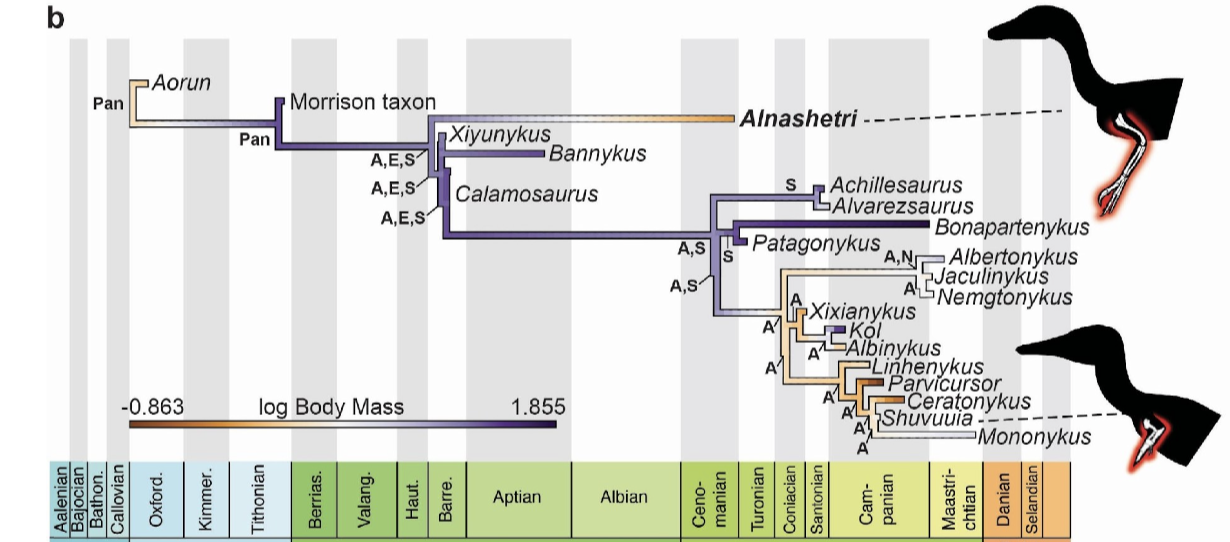 b
Aorun
Pan
Morrison taxon
Pan
Alnashetri
Xiyunykus
Bannykus
A,E,S
A,E,S
Calamosaurus
A,E,S
S
Achillesaurus
Alvarezsaurus
Bonapartenykus
Patagonykus
A,S
S
A,N
Albertonykus
Jaculinykus
A,S
A
Nemgtonykus
A
Xixianykus
A
Kol
Albinykus
A
A
Linhenykus
Parvicursor
A
Ceratonykus
A
Shuvuuia
A
Mononykus
A
-0.863 log Body Mass 1.855
Aalenian
Bajocian
Bathon.
Callovian
Oxford.
Kimmer.
Tithonian
Berrias.
Valang.
Haut.
Barre.
Aptian
Albian
Ceno-
manian
Turonian
Coniacian
Santonian
Cam-
panian
Maastri-
chtian
Danian
Selandian